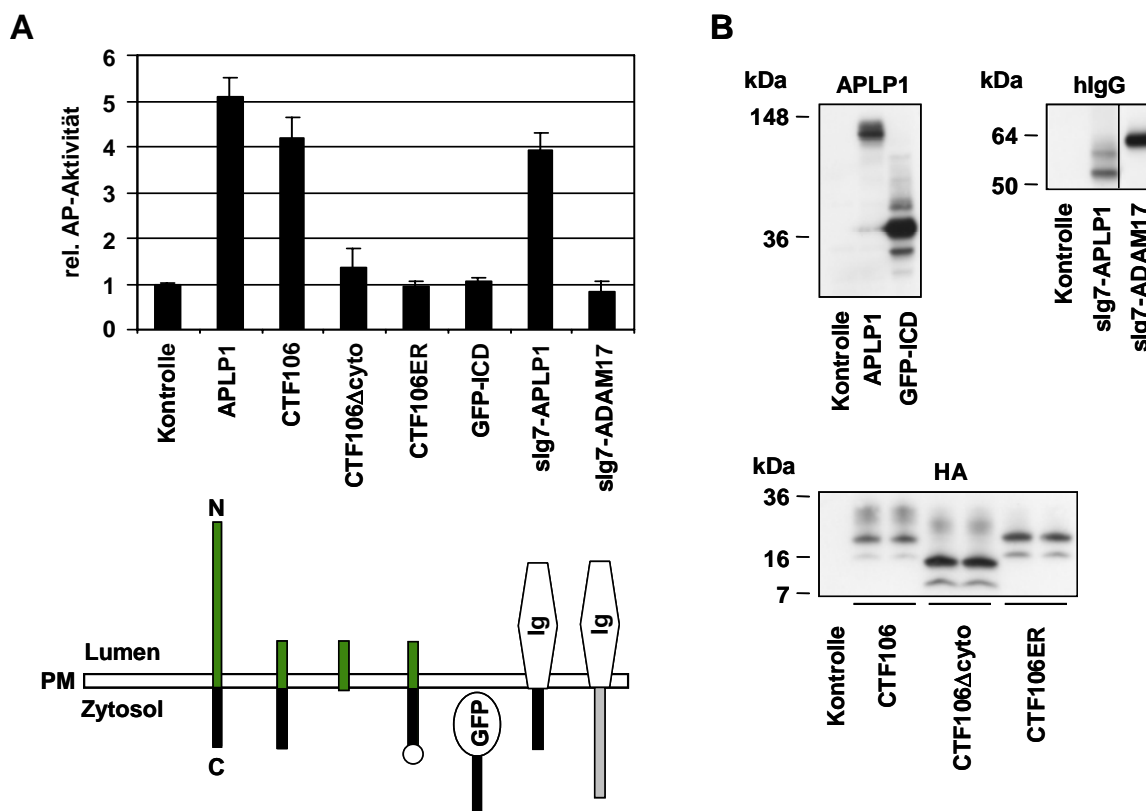 A
rel. AP-Aktivität
6
5
4
3
2
1
0
Kontrolle
APLP1
CTF106
CTF106Δcyto
CTF106ER
GFP-ICD
sIg7-APLP1
sIg7-ADAM17
N
Lumen
PM
Zytosol
C
GFP
Ig
Ig
B
kDa
APLP1
148
36
Kontrolle
APLP1
GFP-ICD
kDa
hIgG
64
50
Kontrolle
sIg7-APLP1
sIg7-ADAM17
kDa
HA
36
16
7
Kontrolle
CTF106
CTF106Δcyto
CTF106ER